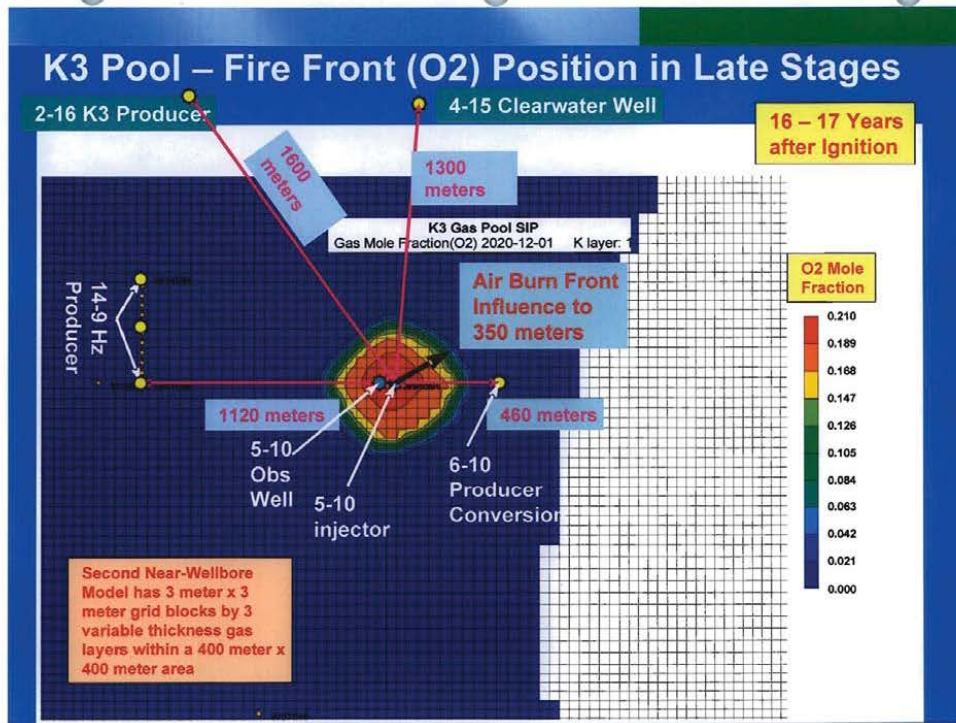 K3 Pool – Fire Front (O2) Position in Late Stages
2-16 K3 Producer
4-15 Clearwater Well
16 – 17 Years
after Ignition
1600
meters
1300
meters
K3 Gas Pool SIP
Gas Mole Fraction(O2) 2020-12-01 K layer: 1
Air Burn Front
Influence to
350 meters
O2 Mole
Fraction
0.210
0.189
0.168
0.147
0.126
0.105
0.084
0.063
0.042
0.021
0.000
14-9 Hz
Producer
1120 meters
460 meters
5-10
Obs
Well
5-10
injector
6-10
Producer
Conversion
Second Near-Wellbore
Model has 3 meter x 3
meter grid blocks by 3
variable thickness gas
layers within a 400 meter x
400 meter area